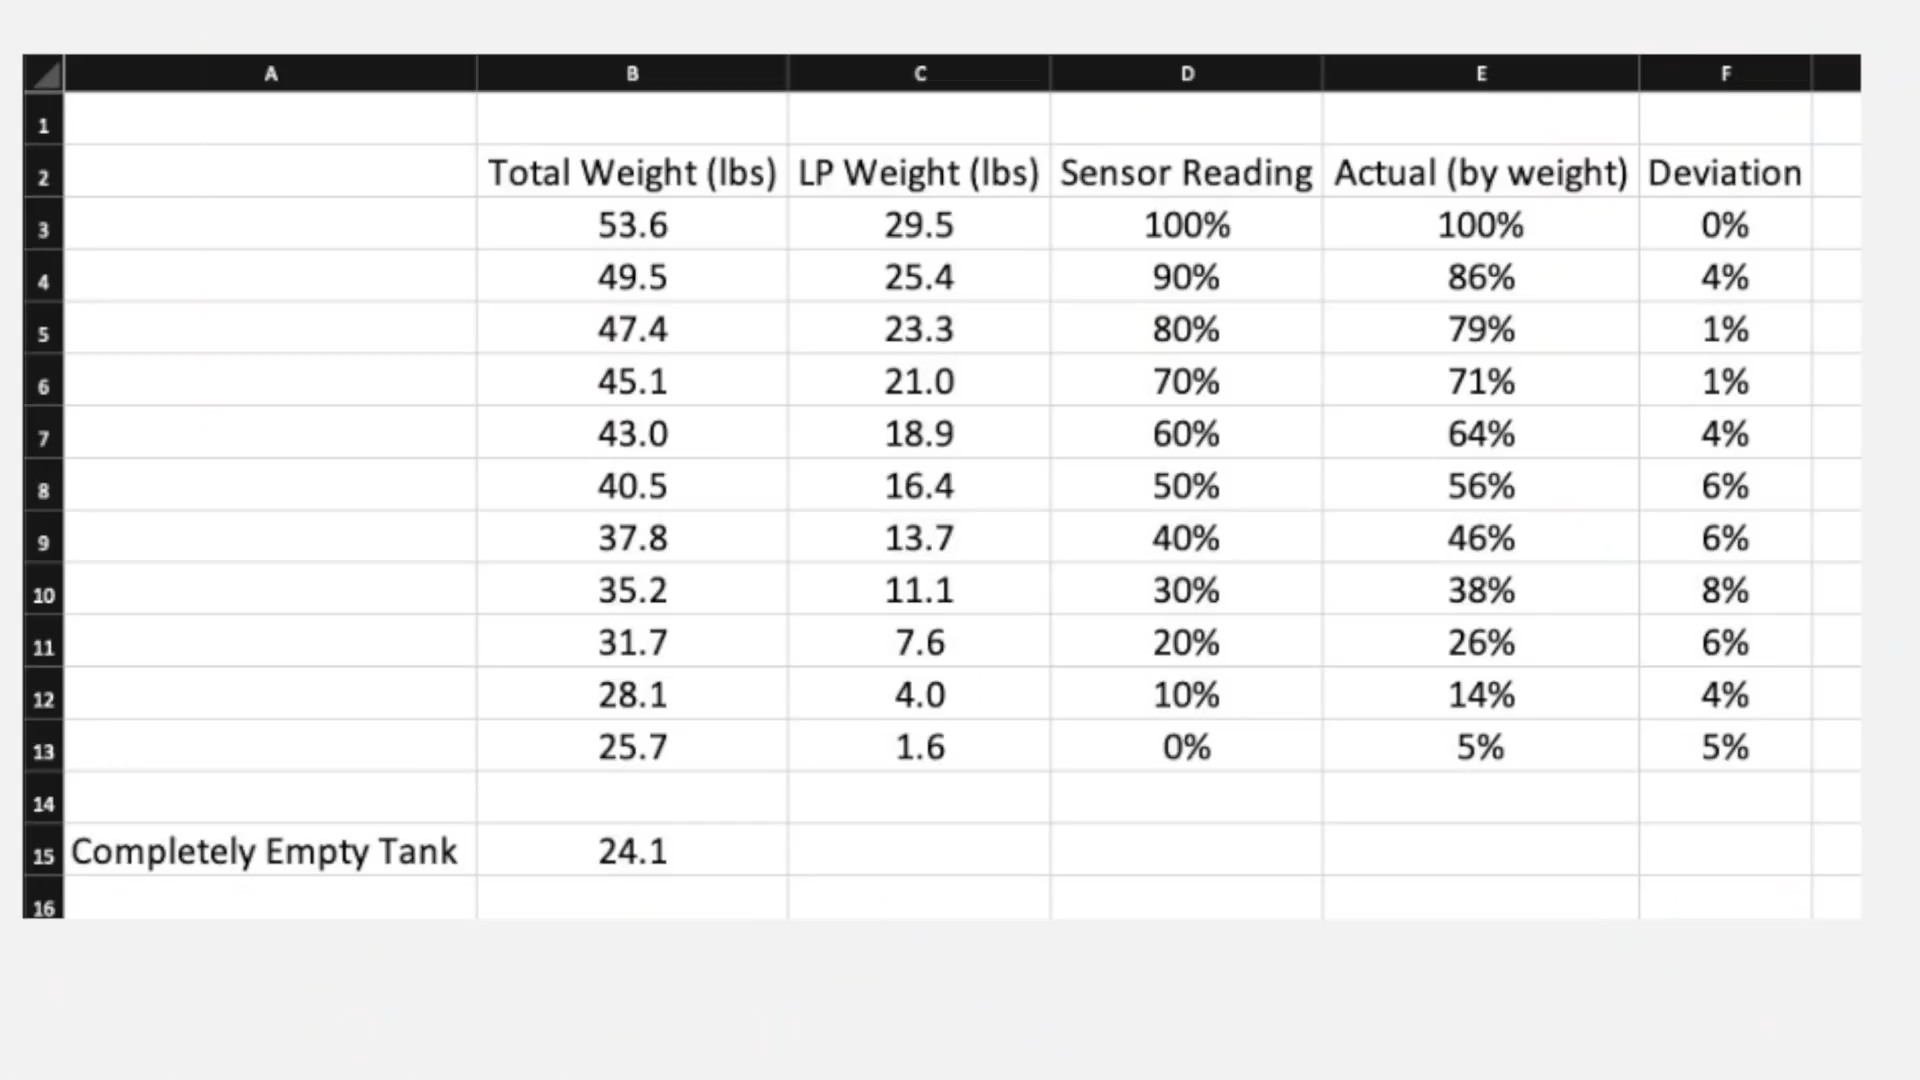 A B C D E F
1
2 Total Weight (lbs) LP Weight (lbs) Sensor Reading Actual (by weight) Deviation
3 53.6 29.5 100% 100% 0%
4 49.5 25.4 90% 86% 4%
5 47.4 23.3 80% 79% 1%
6 45.1 21.0 70% 71% 1%
7 43.0 18.9 60% 64% 4%
8 40.5 16.4 50% 56% 6%
9 37.8 13.7 40% 46% 6%
10 35.2 11.1 30% 38% 8%
11 31.7 7.6 20% 26% 6%
12 28.1 4.0 10% 14% 4%
13 25.7 1.6 0% 5% 5%
14
15 Completely Empty Tank 24.1
16